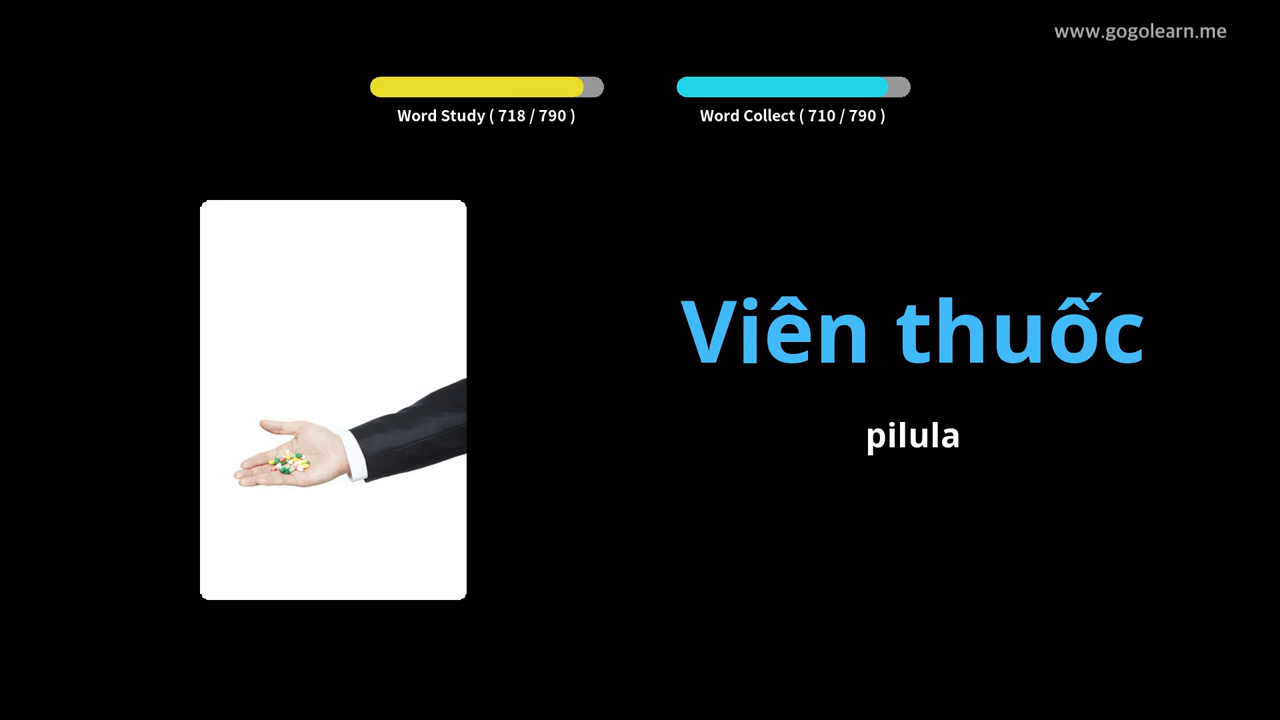 www.gogolearn.me
Word Study ( 718 / 790 )
Word Collect ( 710 / 790 )
Viên thuốc
pilula